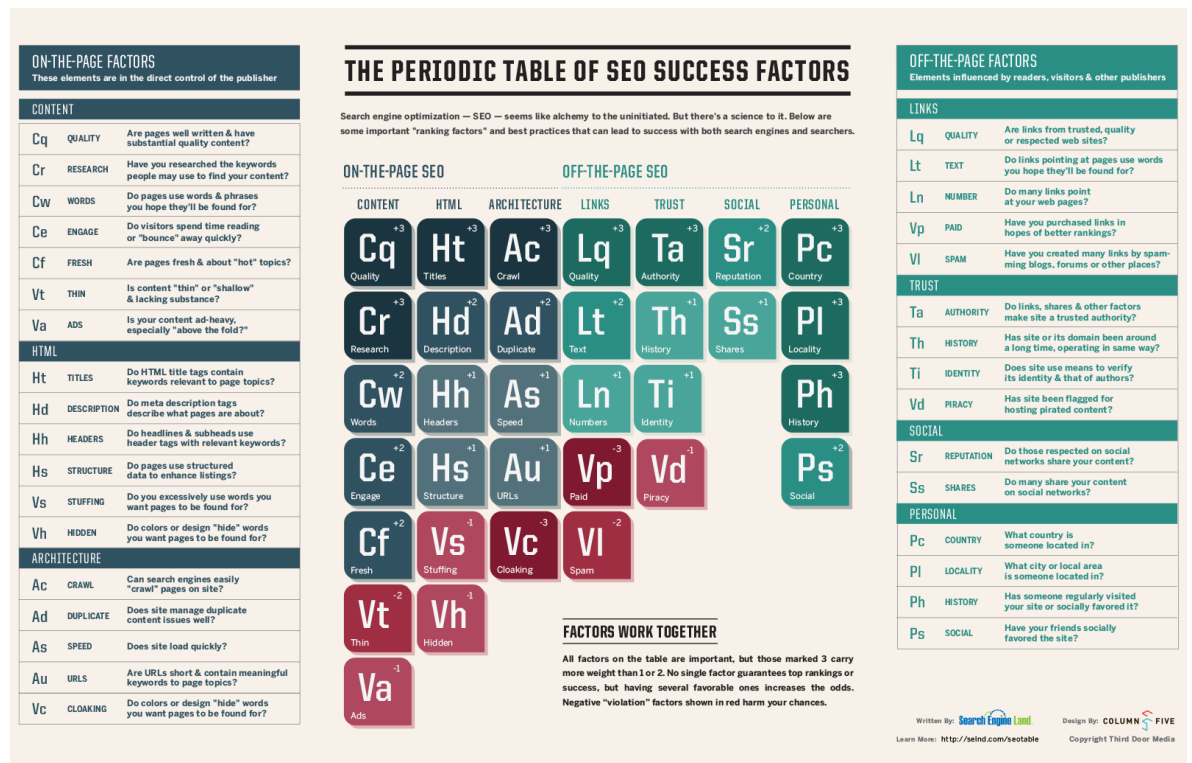 ON-THE-PAGE FACTORS
These elements are in the direct control of the publisher
CONTENT
Cq QUALITY Are pages well written & have
substantial quality content?
Cr RESEARCH Have you researched the keywords
people may use to find your content?
Cw WORDS Do pages use words & phrases
you hope they'll be found for?
Ce ENGAGE Do visitors spend time reading
or "bounce" away quickly?
Cf FRESH Are pages fresh & about "hot" topics?
Vt THIN Is content "thin" or "shallow"
& lacking substance?
Va ADS Is your content ad-heavy,
especially "above the fold?"
HTML
Ht TITLES Do HTML title tags contain
keywords relevant to page topics?
Hd DESCRIPTION Do meta description tags
describe what pages are about?
Hh HEADERS Do headlines & subheads use
header tags with relevant keywords?
Hs STRUCTURE Do pages use structured
data to enhance listings?
Vs STUFFING Do you excessively use words you
want pages to be found for?
Vh HIDDEN Do colors or design "hide" words
you want pages to be found for?
ARCHITECTURE
Ac CRAWL Can search engines easily
"crawl" pages on site?
Ad DUPLICATE Does site manage duplicate
content issues well?
As SPEED Does site load quickly?
Au URLS Are URLs short & contain meaningful
keywords to page topics?
Vc CLOAKING Do colors or design "hide" words
you want pages to be found for?
THE PERIODIC TABLE OF SEO SUCCESS FACTORS
Search engine optimization — SEO — seems like alchemy to the uninitiated. But there's a science to it. Below are
some important "ranking factors" and best practices that can lead to success with both search engines and searchers.
ON-THE-PAGE SEO OFF-THE-PAGE SEO
CONTENT HTML ARCHITECTURE LINKS TRUST SOCIAL PERSONAL
+3 +3 +3 +3 +3 +2 +3
Cq Ht Ac Lq Ta Sr Pc
Quality Titles Crawl Quality Authority Reputation Country
+3 +2 +2 +2 +1 +1 +3
Cr Hd Ad Lt Th Ss Pl
Research Description Duplicate Text History Shares Locality
+2 +1 +1 +1 +1 +3
Cw Hh As Ln Ti Ph
Words Headers Speed Numbers Identity History
+2 +1 +1 -3 -1 +2
Ce Hs Au Vp Vd Ps
Engage Structure URLs Paid Piracy Social
+2 -1 -3 -2
Cf Vs Vc Vl
Fresh Stuffing Cloaking Spam
-2 -1
Vt Vh
Thin Hidden
-1
Va
Ads
FACTORS WORK TOGETHER
All factors on the table are important, but those marked 3 carry
more weight than 1 or 2. No single factor guarantees top rankings or
success, but having several favorable ones increases the odds.
Negative “violation” factors shown in red harm your chances.
OFF-THE-PAGE FACTORS
Elements influenced by readers, visitors & other publishers
LINKS
Lq QUALITY Are links from trusted, quality
or respected web sites?
Lt TEXT Do links pointing at pages use words
you hope they'll be found for?
Ln NUMBER Do many links point
at your web pages?
Vp PAID Have you purchased links in
hopes of better rankings?
Vl SPAM Have you created many links by spam-
ming blogs, forums or other places?
TRUST
Ta AUTHORITY Do links, shares & other factors
make site a trusted authority?
Th HISTORY Has site or its domain been around
a long time, operating in same way?
Ti IDENTITY Does site use means to verify
its identity & that of authors?
Vd PIRACY Has site been flagged for
hosting pirated content?
SOCIAL
Sr REPUTATION Do those respected on social
networks share your content?
Ss SHARES Do many share your content
on social networks?
PERSONAL
Pc COUNTRY What country is
someone located in?
Pl LOCALITY What city or local area
is someone located in?
Ph HISTORY Has someone regularly visited
your site or socially favored it?
Ps SOCIAL Have your friends socially
favored the site?
Written By: Search Engine Land Design By: COLUMN FIVE
Learn More: http://selnd.com/seotable Copyright Third Door Media